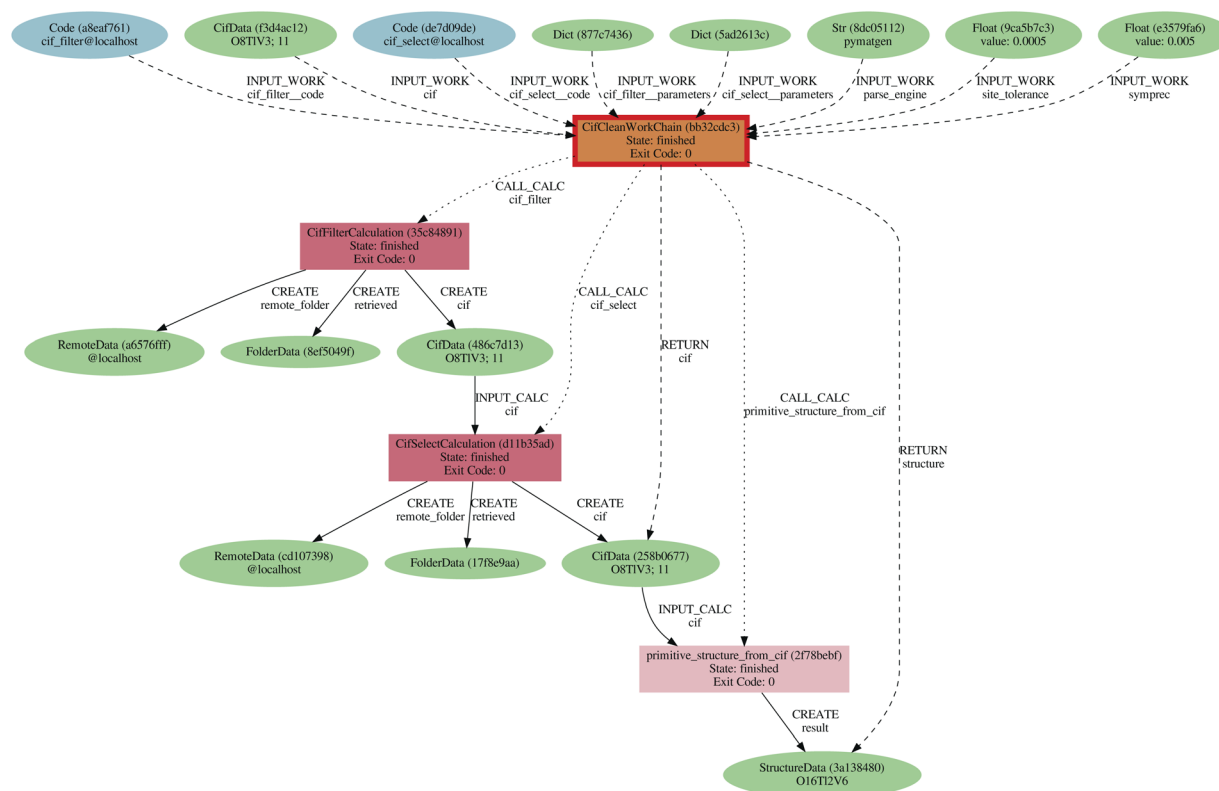 Code (a8eaf761)
cif_filter@localhost
CifData (f3d4ac12)
O8TlV3; 11
Code (de7d09de)
cif_select@localhost
Dict (877c7436)
Dict (5ad2613c)
Str (8dc05112)
pymatgen
Float (9ca5b7c3)
value: 0.0005
Float (e3579fa6)
value: 0.005
INPUT_WORK
cif_filter__code
INPUT_WORK
cif
INPUT_WORK
cif_select__code
INPUT_WORK
cif_filter__parameters
INPUT_WORK
cif_select__parameters
INPUT_WORK
parse_engine
INPUT_WORK
site_tolerance
INPUT_WORK
symprec
CifCleanWorkChain (bb32cdc3)
State: finished
Exit Code: 0
CALL_CALC
cif_filter
CifFilterCalculation (35c84891)
State: finished
Exit Code: 0
CREATE
remote_folder
CREATE
retrieved
CREATE
cif
CALL_CALC
cif_select
RemoteData (a6576fff)
@localhost
FolderData (8ef5049f)
CifData (486c7d13)
O8TlV3; 11
RETURN
cif
INPUT_CALC
cif
CALL_CALC
primitive_structure_from_cif
CifSelectCalculation (d11b35ad)
State: finished
Exit Code: 0
RETURN
structure
CREATE
remote_folder
CREATE
retrieved
CREATE
cif
RemoteData (cd107398)
@localhost
FolderData (17f8e9aa)
CifData (258b0677)
O8TlV3; 11
INPUT_CALC
cif
primitive_structure_from_cif (2f78bebf)
State: finished
Exit Code: 0
CREATE
result
StructureData (3a138480)
O16Tl2V6